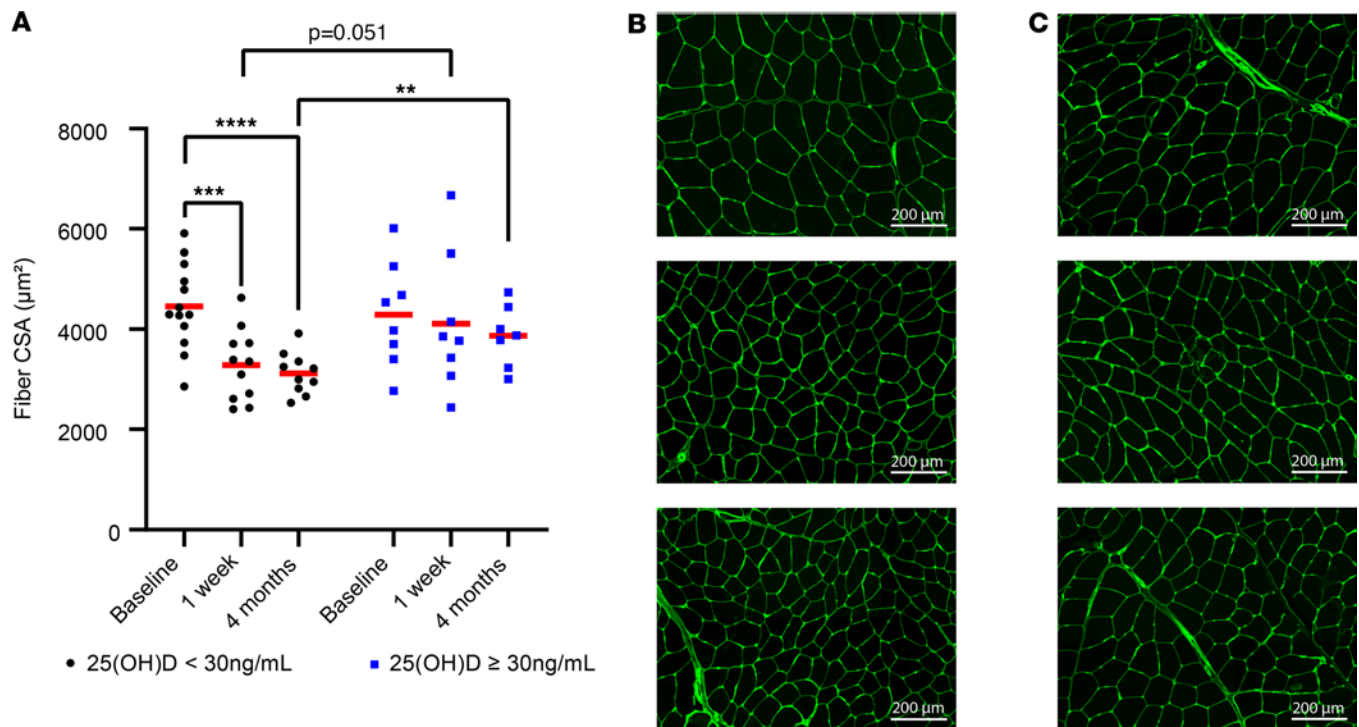 A
p=0.051
**
****
***
8000
6000
4000
2000
0
Fiber CSA (µm²)
Baseline
1 week
4 months
Baseline
1 week
4 months
25(OH)D < 30ng/mL
25(OH)D ≥ 30ng/mL
B
200 µm
200 µm
200 µm
C
200 µm
200 µm
200 µm